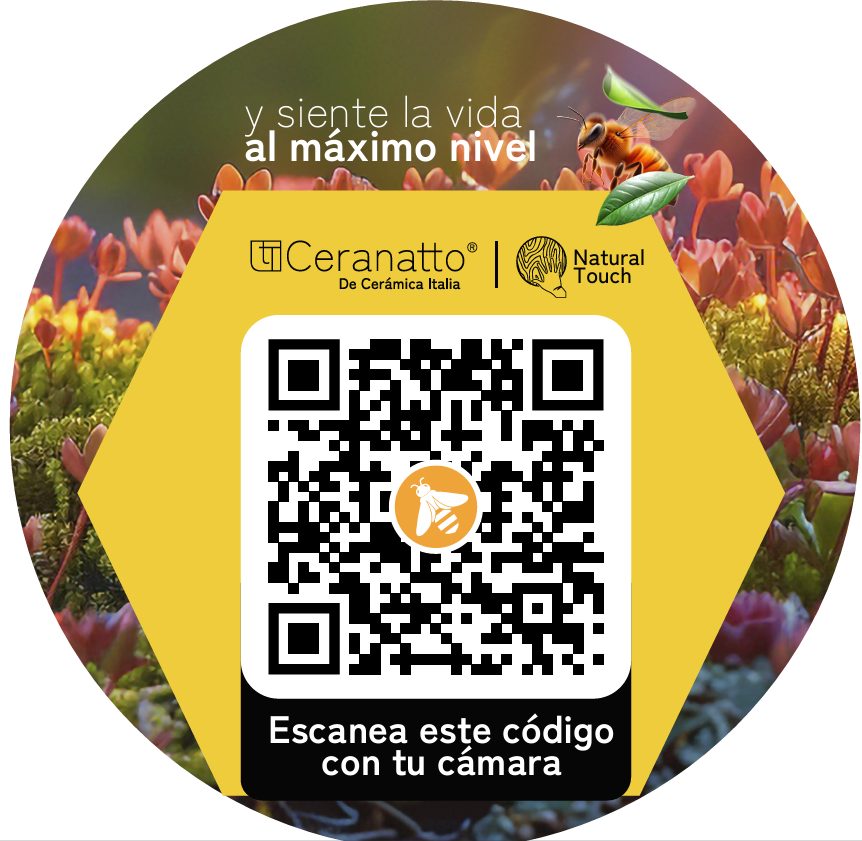 y siente la vida
al máximo nivel
Ceranatto®
De Cerámica Italia
Natural
Touch
Escanea este código
con tu cámara